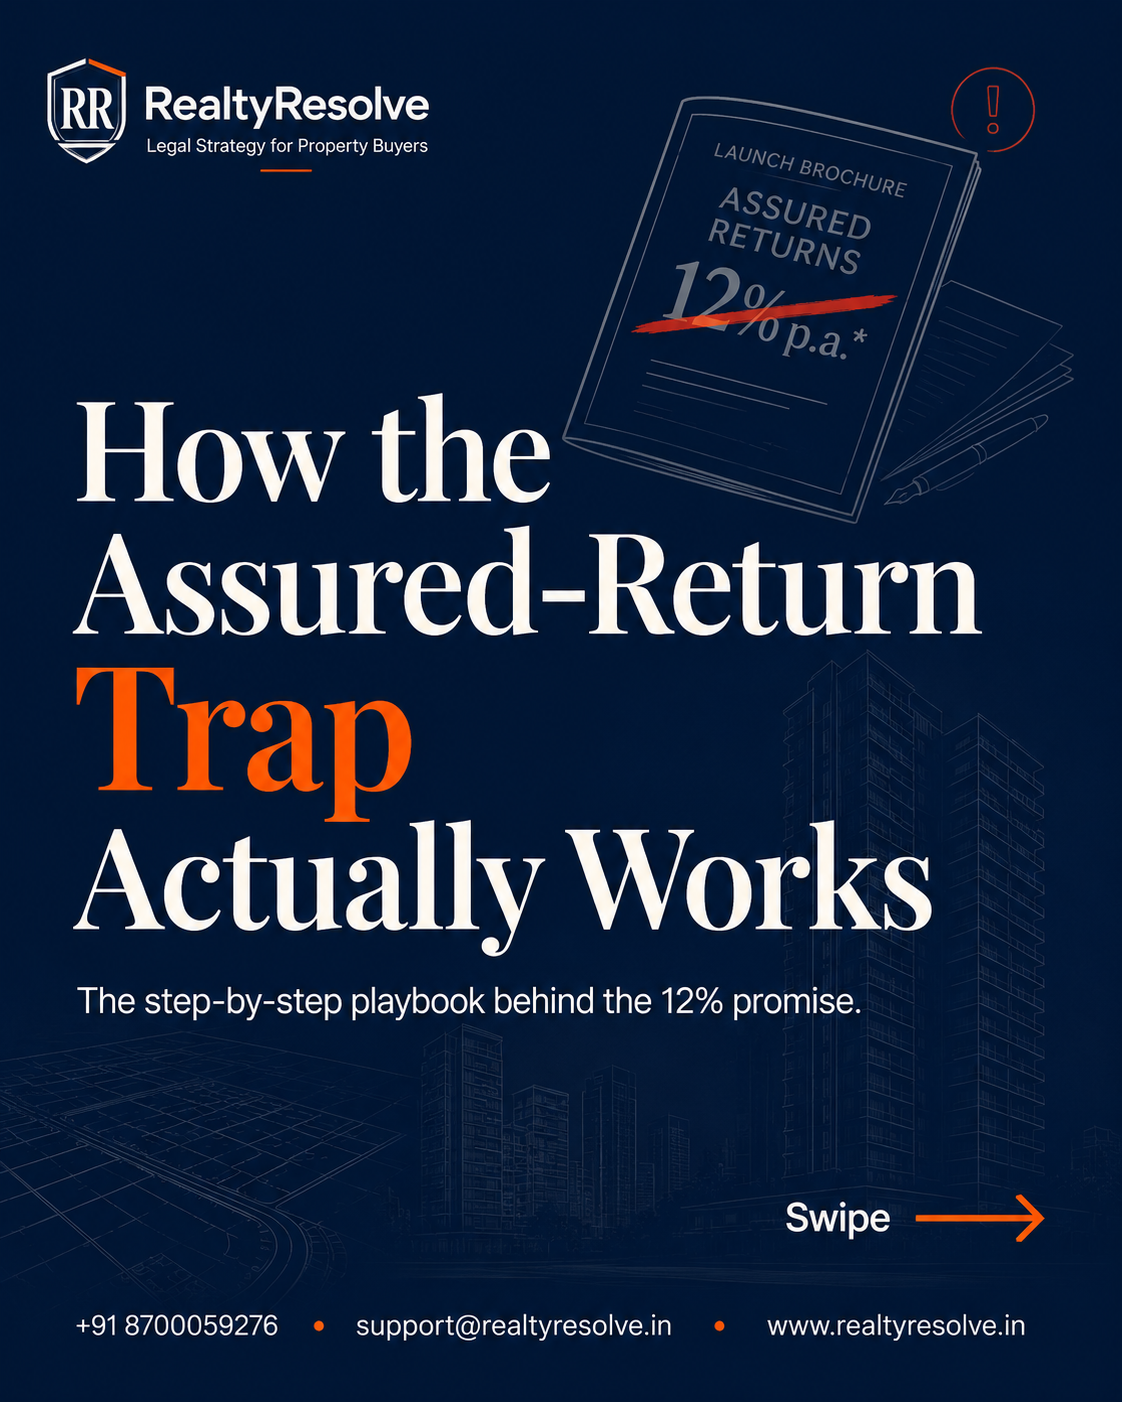 RR
RealtyResolve
Legal Strategy for Property Buyers
LAUNCH BROCHURE
ASSURED
RETURNS
12% p.a.*
How the
Assured-Return
Trap
Actually Works
The step-by-step playbook behind the 12% promise.
Swipe
+91 8700059276 • support@realtyresolve.in • www.realtyresolve.in